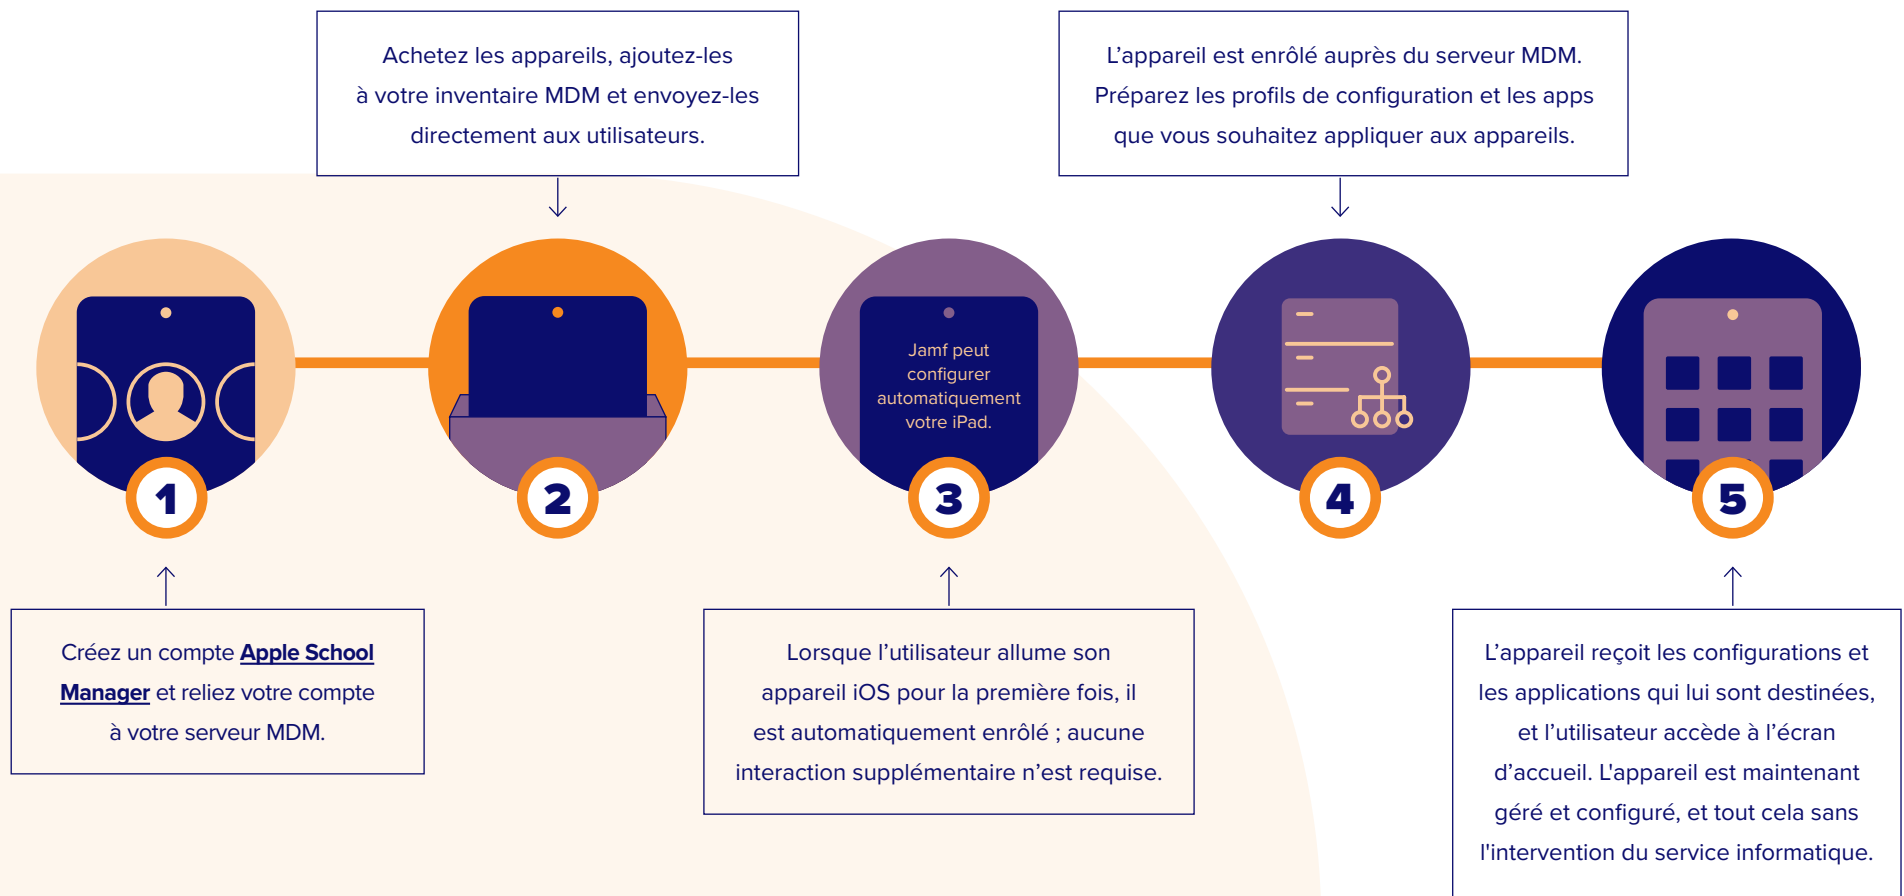 Achetez les appareils, ajoutez-les
à votre inventaire MDM et envoyez-les
directement aux utilisateurs.
L’appareil est enrôlé auprès du serveur MDM.
Préparez les profils de configuration et les apps
que vous souhaitez appliquer aux appareils.
Jamf peut
configurer
automatiquement
votre iPad.
1
2
3
4
5
Créez un compte Apple School
Manager et reliez votre compte
à votre serveur MDM.
Lorsque l’utilisateur allume son
appareil iOS pour la première fois, il
est automatiquement enrôlé ; aucune
interaction supplémentaire n’est requise.
L’appareil reçoit les configurations et
les applications qui lui sont destinées,
et l’utilisateur accède à l’écran
d’accueil. L'appareil est maintenant
géré et configuré, et tout cela sans
l'intervention du service informatique.